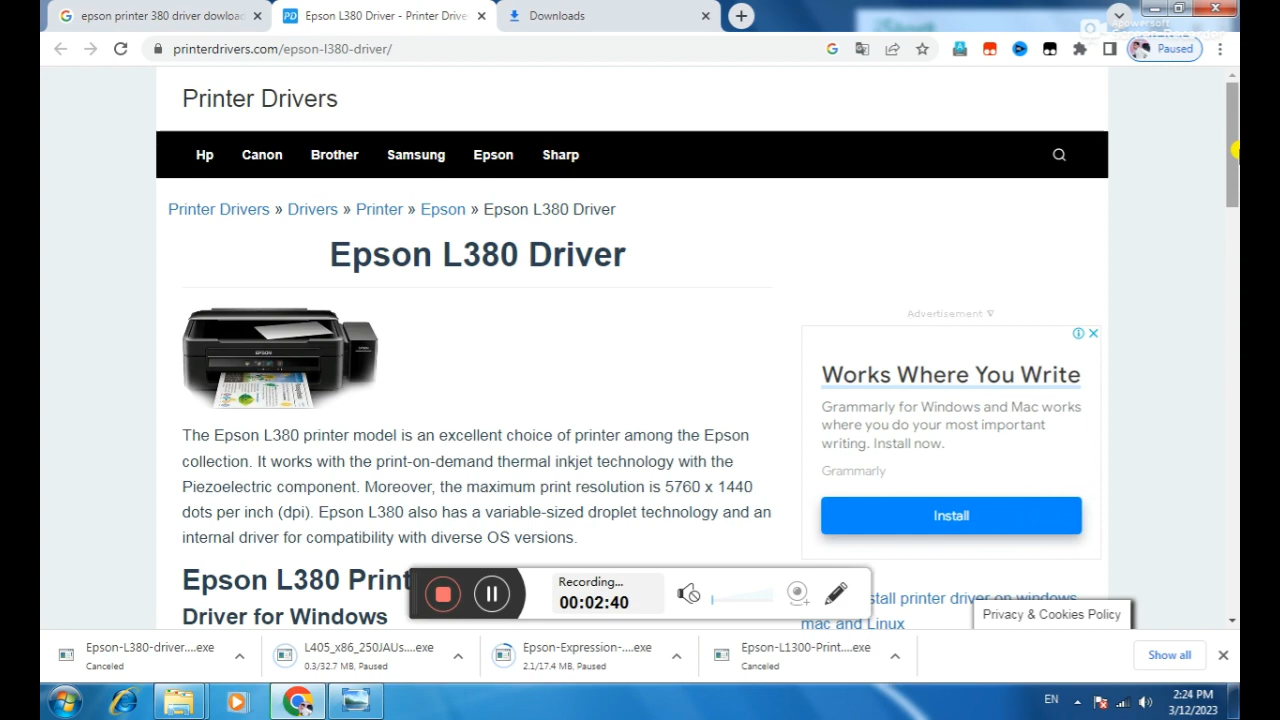 epson printer 380 driver dowload
Epson L380 Driver - Printer Drive
Downloads
Apowersoft
Screen Recorder
printerdrivers.com/epson-l380-driver/
Paused
Printer Drivers
Hp Canon Brother Samsung Epson Sharp
Printer Drivers » Drivers » Printer » Epson » Epson L380 Driver
Epson L380 Driver
EPSON
Advertisement
Works Where You Write
Grammarly for Windows and Mac works
where you do your most important
writing. Install now.
Grammarly
Install
The Epson L380 printer model is an excellent choice of printer among the Epson
collection. It works with the print-on-demand thermal inkjet technology with the
Piezoelectric component. Moreover, the maximum print resolution is 5760 x 1440
dots per inch (dpi). Epson L380 also has a variable-sized droplet technology and an
internal driver for compatibility with diverse OS versions.
Epson L380 Print
Driver for Windows
Recording...
00:02:40
stall printer driver on windows
mac and Linux
Privacy & Cookies Policy
Epson-L380-driver....exe
Canceled
L405_x86_250JAUs....exe
0.3/32.7 MB, Paused
Epson-Expression-....exe
2.1/17.4 MB, Paused
Epson-L1300-Print....exe
Canceled
Show all
EN
2:24 PM
3/12/2023